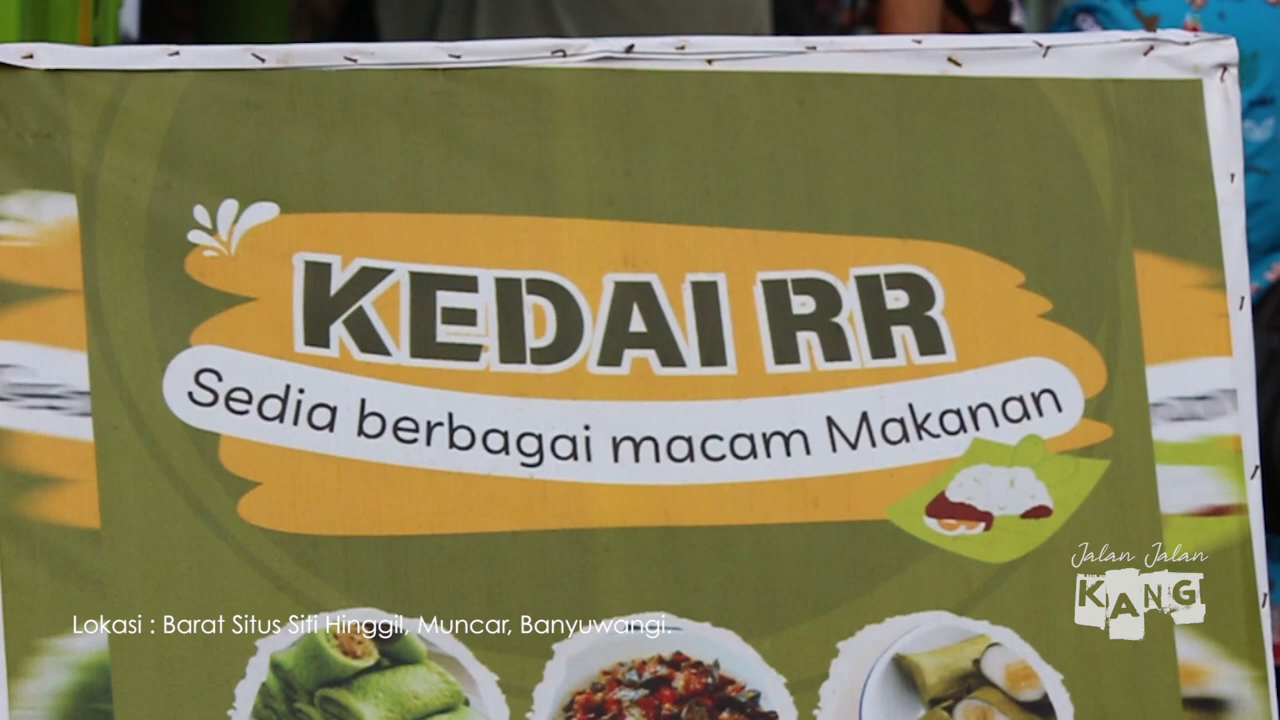 KEDAI RR
Sedia berbagai macam Makanan
Jalan Jalan
KANG
Lokasi : Barat Situs Siti Hinggil, Muncar, Banyuwangi.